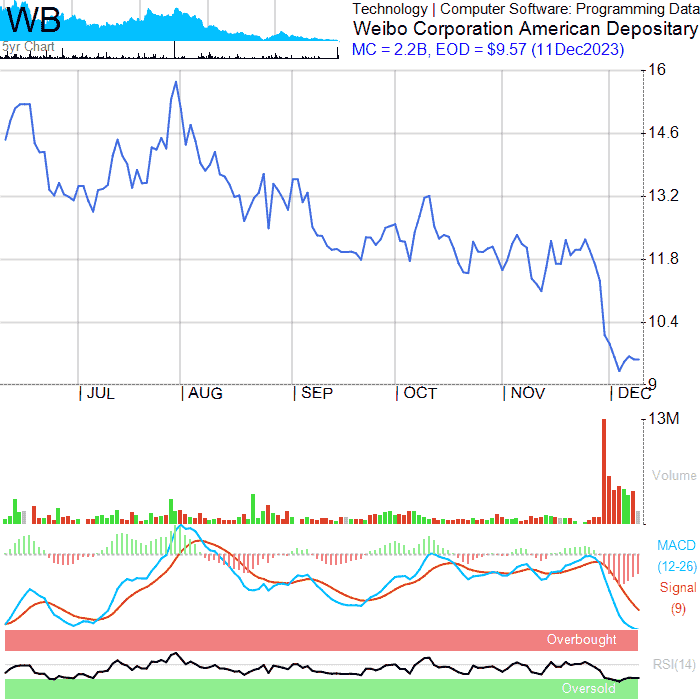 WB
5yr Chart
Technology | Computer Software: Programming Data
Weibo Corporation American Depositary
MC = 2.2B, EOD = $9.57 (11Dec2023)
16
14.6
13.2
11.8
10.4
9
JUL
AUG
SEP
OCT
NOV
DEC
13M
Volume
MACD
(12-26)
Signal
(9)
Overbought
RSI(14)
Oversold